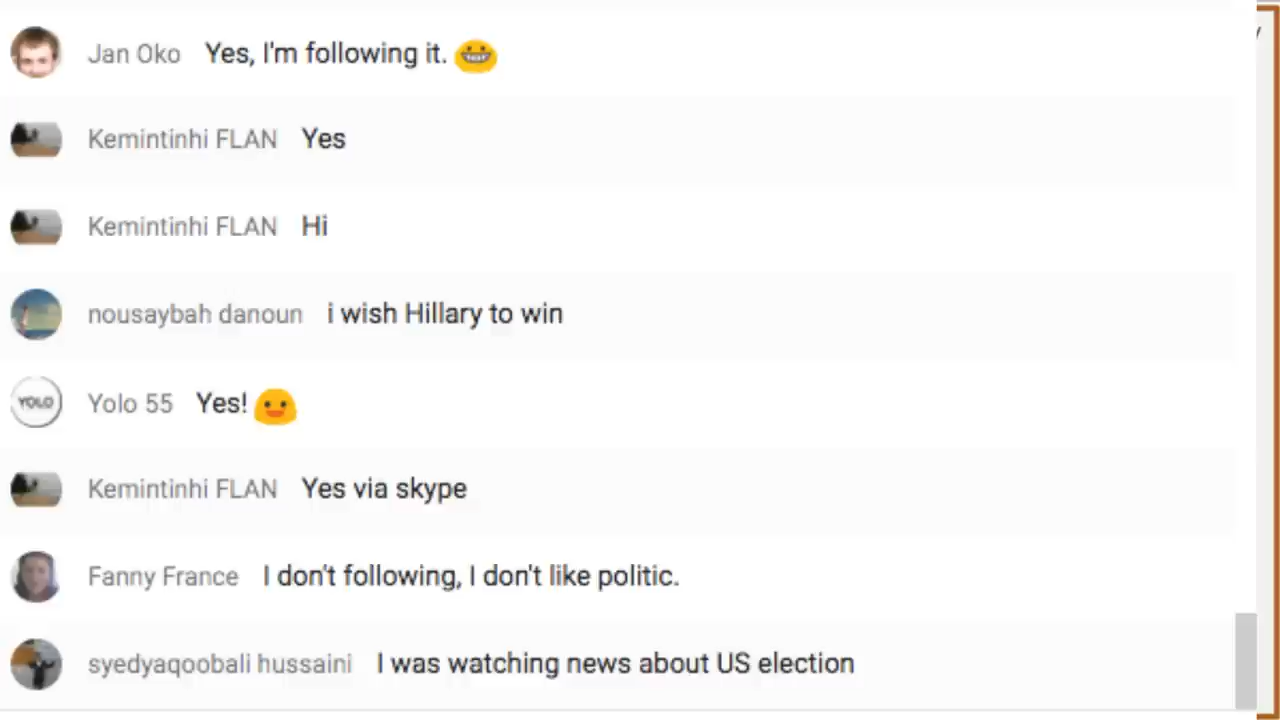 Jan Oko Yes, I'm following it.
Kemintinhi FLAN Yes
Kemintinhi FLAN Hi
nousaybah danoun i wish Hillary to win
YOLO Yolo 55 Yes!
Kemintinhi FLAN Yes via skype
Fanny France I don't following, I don't like politic.
syedyaqoobali hussaini I was watching news about US election